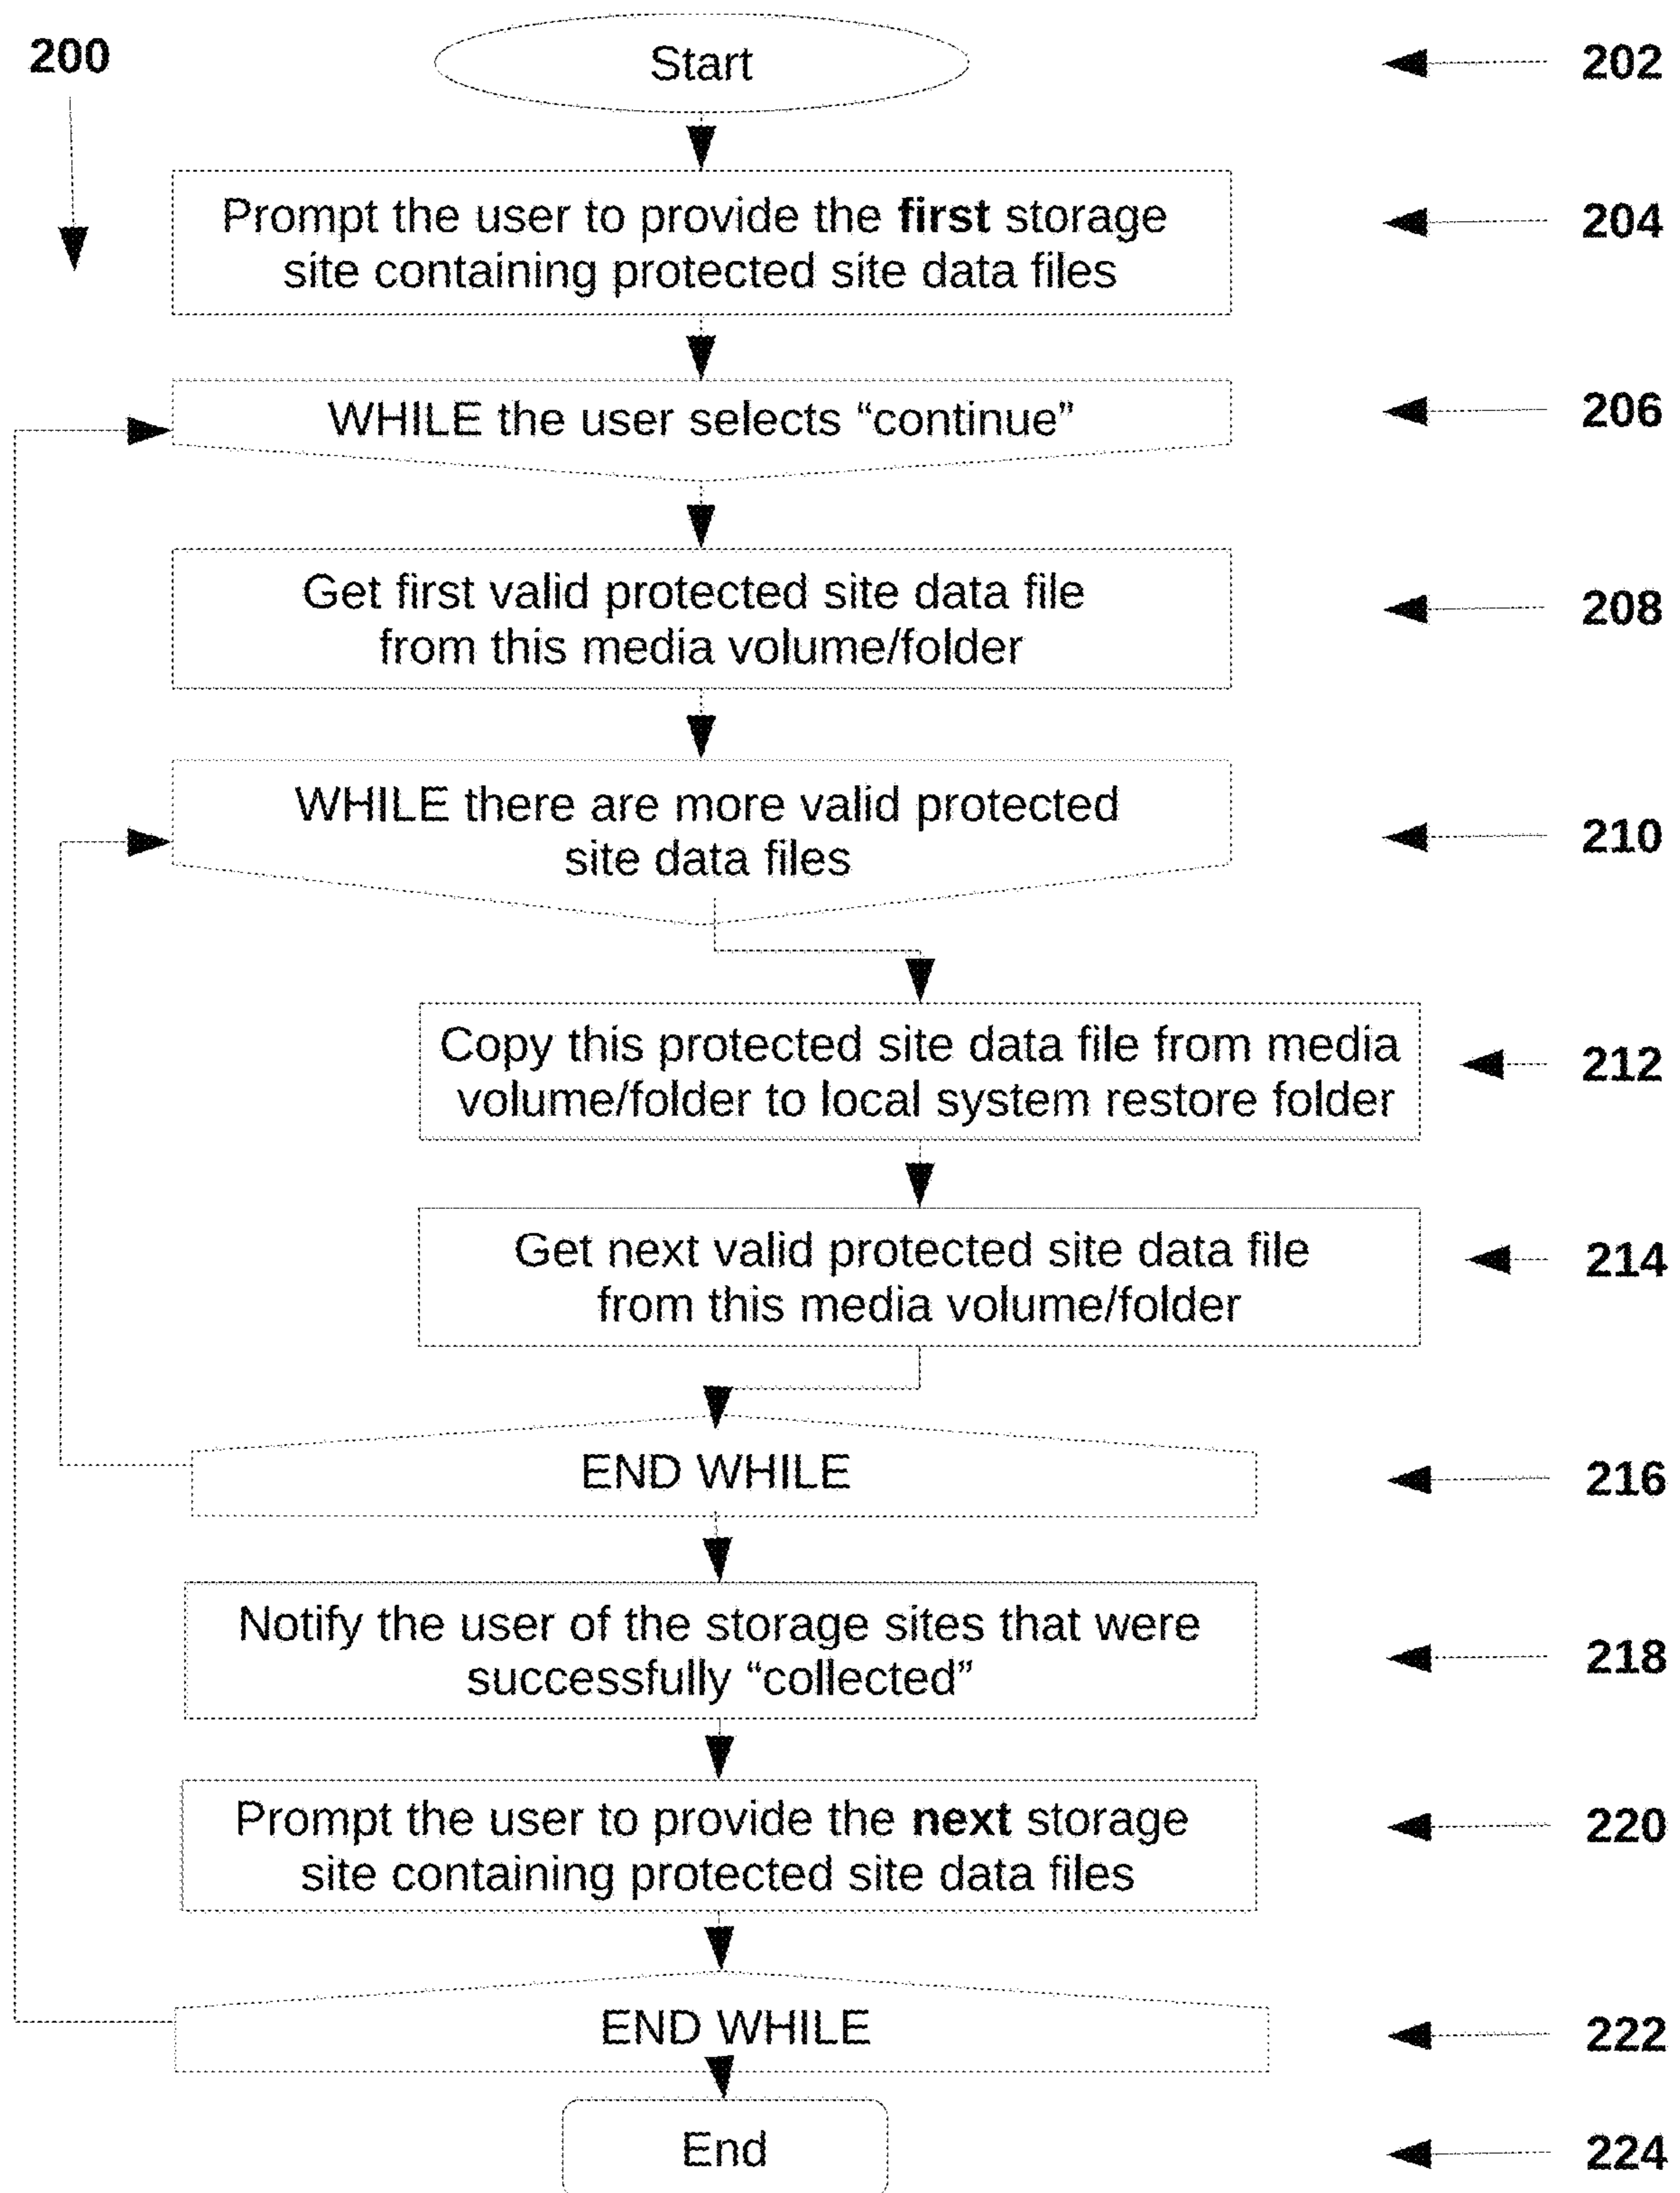 200
Start
202
Prompt the user to provide the first storage
site containing protected site data files
204
WHILE the user selects “continue”
206
Get first valid protected site data file
from this media volume/folder
208
WHILE there are more valid protected
site data files
210
Copy this protected site data file from media
volume/folder to local system restore folder
212
Get next valid protected site data file
from this media volume/folder
214
END WHILE
216
Notify the user of the storage sites that were
successfully “collected”
218
Prompt the user to provide the next storage
site containing protected site data files
220
END WHILE
222
End
224